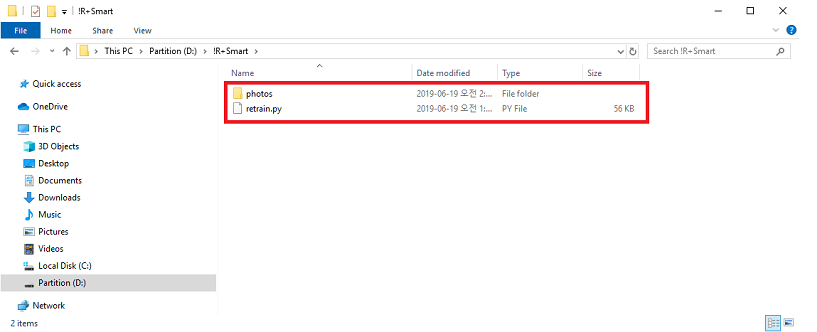 !R+Smart
File Home Share View
This PC > Partition (D:) > !R+Smart > Search !R+Smart
Name Date modified Type Size
photos 2019-06-19 오전 2:... File folder
retrain.py 2019-06-19 오전 1:... PY File 56 KB
Quick access
OneDrive
This PC
3D Objects
Desktop
Documents
Downloads
Music
Pictures
Videos
Local Disk (C:)
Partition (D:)
Network
2 items